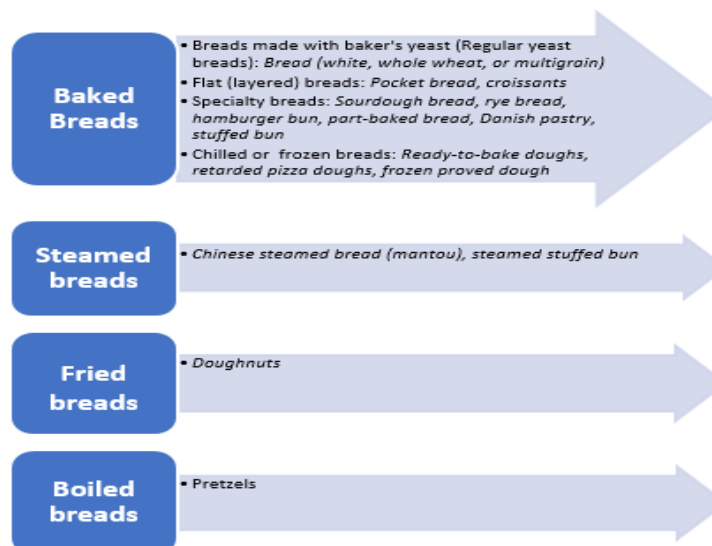 Baked
Breads
• Breads made with baker's yeast (Regular yeast
breads): Bread (white, whole wheat, or multigrain)
• Flat (layered) breads: Pocket bread, croissants
• Specialty breads: Sourdough bread, rye bread,
hamburger bun, part-baked bread, Danish pastry,
stuffed bun
• Chilled or frozen breads: Ready-to-bake doughs,
retarded pizza doughs, frozen proved dough
Steamed
breads
• Chinese steamed bread (mantou), steamed stuffed bun
Fried
breads
• Doughnuts
Boiled
breads
• Pretzels